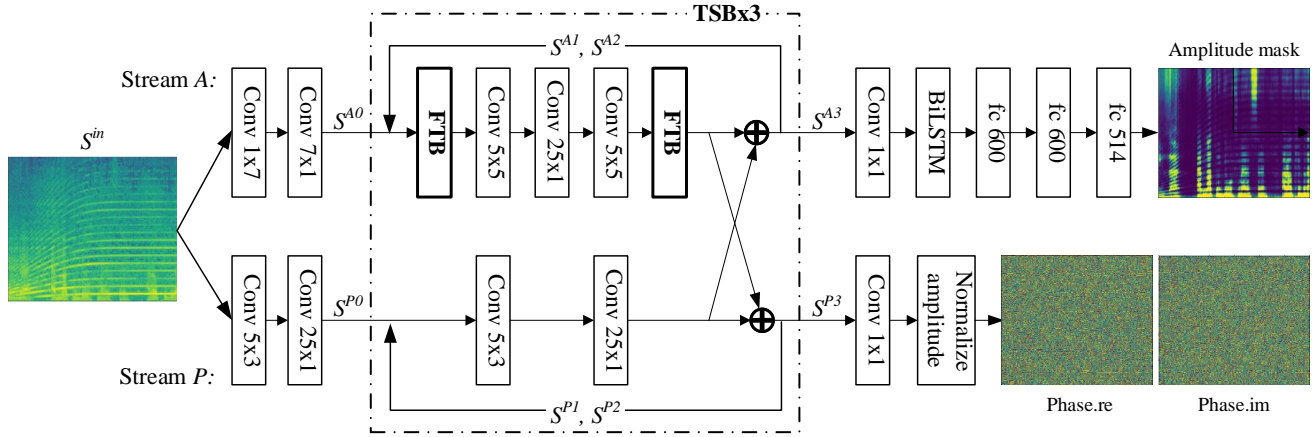 TSBx3
S^{A1}, S^{A2}
Stream A:
Conv 1x7
Conv 7x1
S^{A0}
FTB
Conv 5x5
Conv 25x1
Conv 5x5
FTB
S^{A3}
Conv 1x1
BiLSTM
fc 600
fc 600
fc 514
Amplitude mask
S^{in}
Stream P:
Conv 5x3
Conv 25x1
S^{P0}
Conv 5x3
Conv 25x1
S^{P1}, S^{P2}
S^{P3}
Conv 1x1
Normalize
amplitude
Phase.re
Phase.im